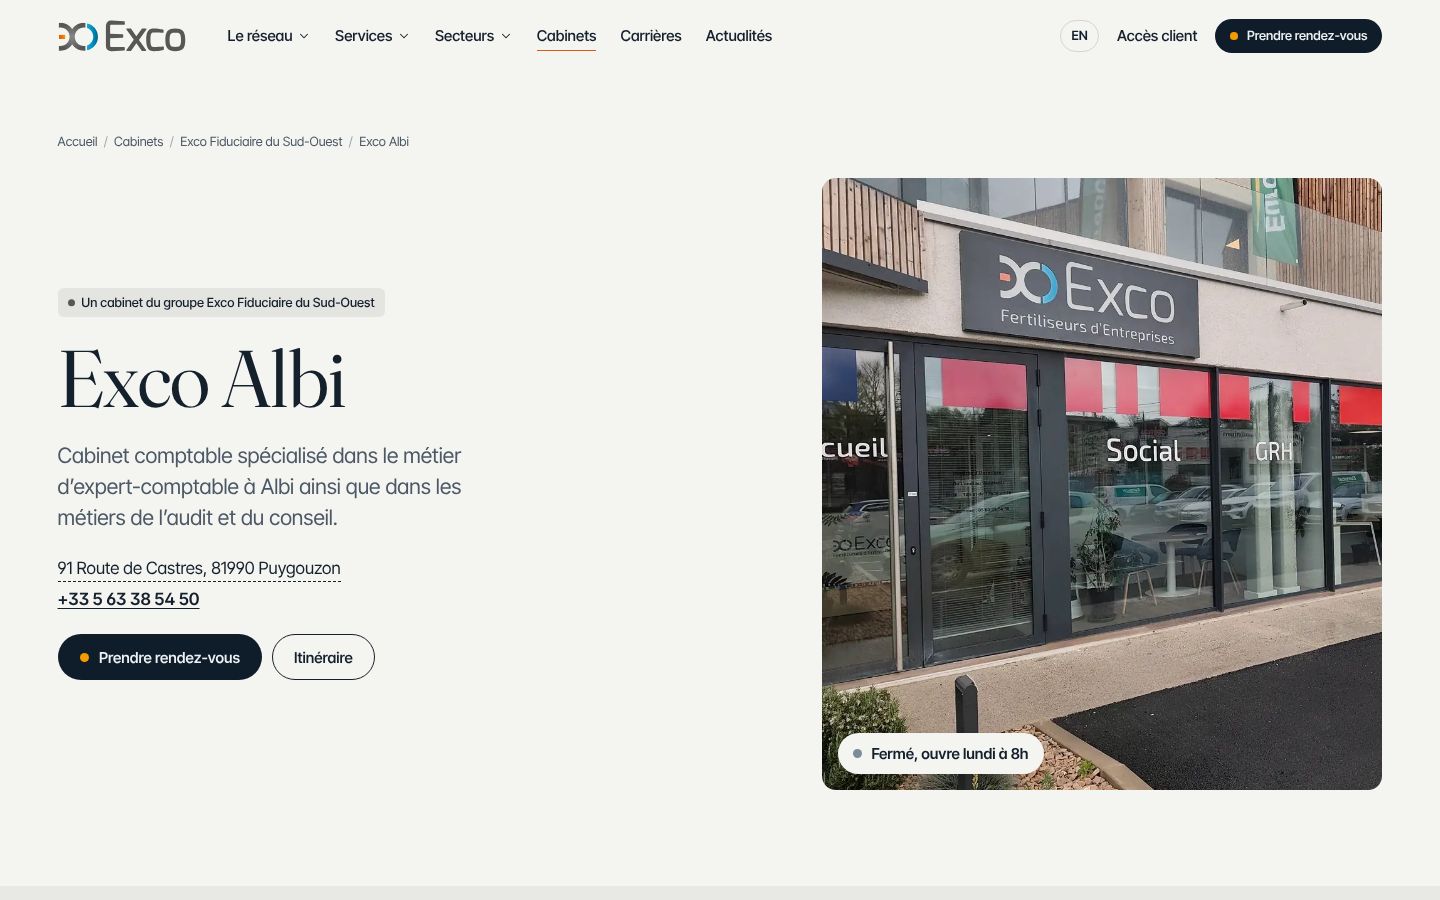 Exco
Le réseau
Services
Secteurs
Cabinets
Carrières
Actualités
EN
Accès client
Prendre rendez-vous
Accueil / Cabinets / Exco Fiduciaire du Sud-Ouest / Exco Albi
Un cabinet du groupe Exco Fiduciaire du Sud-Ouest
Exco Albi
Cabinet comptable spécialisé dans le métier
d’expert-comptable à Albi ainsi que dans les
métiers de l’audit et du conseil.
91 Route de Castres, 81990 Puygouzon
+33 5 63 38 54 50
Prendre rendez-vous
Itinéraire
Euro
Exco
Fertiliseurs d'Entreprises
cueil
Social
GRH
Exco
Fermé, ouvre lundi à 8h